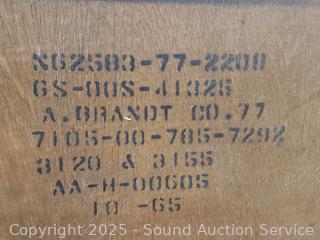 N62583-77-2208
GS-00S-41326
A. BRANDT CO. 77
7105-00-785-7292
3120 & 3155
AA-H-00605
10 -65
Copyright 2025 - Sound Auction Service